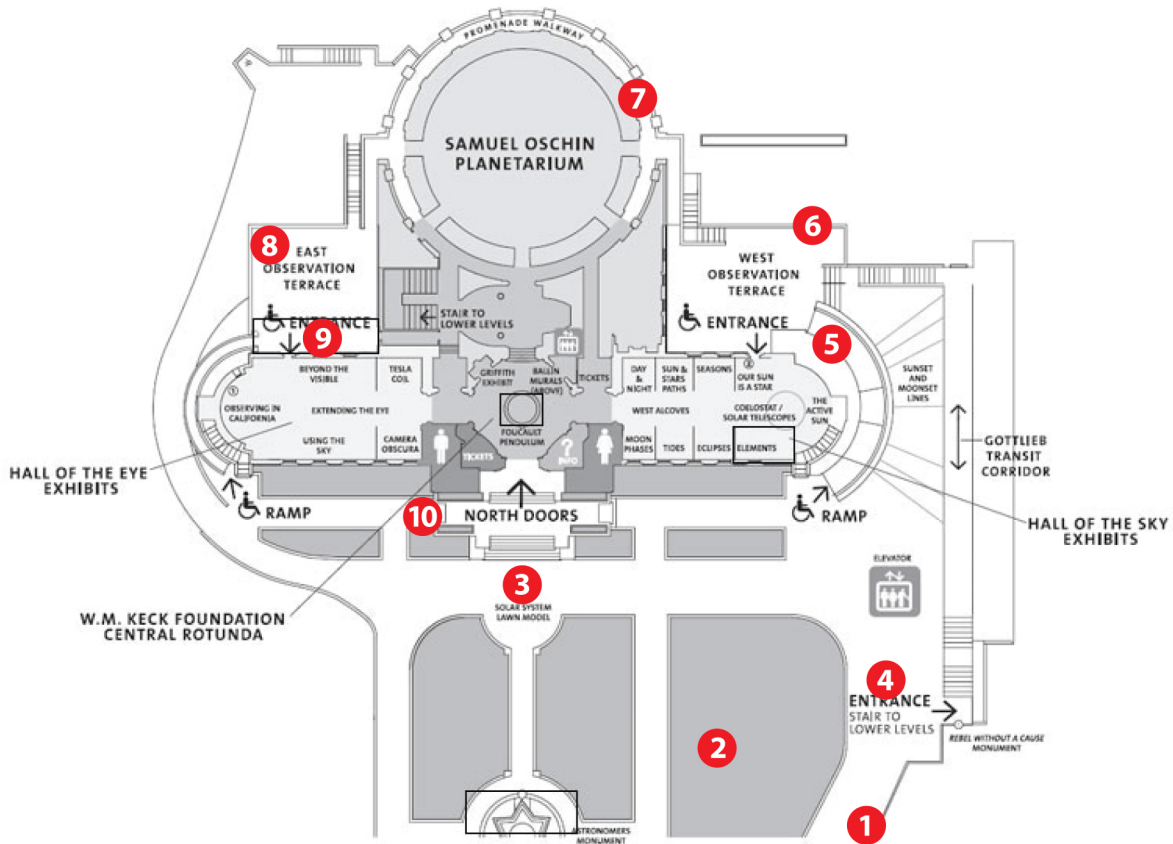 PROMENADE WALKWAY
7
SAMUEL OSCHIN
PLANETARIUM
6
8
EAST
OBSERVATION
TERRACE
WEST
OBSERVATION
TERRACE
STAIR TO
LOWER LEVELS
ENTRANCE
9
ENTRANCE
5
BEYOND THE
VISIBLE
TESLA
COIL
GRIFFITH
EXHIBIT
BALLIN
MURALS
(ABOVE)
TICKETS
DAY
&
NIGHT
SUN &
STARS
PATHS
SEASONS
2
OUR SUN
IS A STAR
SUNSET
AND
MOONSET
LINES
1
OBSERVING IN
CALIFORNIA
EXTENDING THE EYE
FOUCAULT
PENDULUM
WEST ALCOVES
COELOSTAT /
SOLAR TELESCOPES
THE
ACTIVE
SUN
USING THE
SKY
CAMERA
OBSCURA
TICKETS
?
INFO
MOON
PHASES
TIDES
ECLIPSES
ELEMENTS
GOTTLIEB
TRANSIT
CORRIDOR
HALL OF THE EYE
EXHIBITS
RAMP
10
NORTH DOORS
RAMP
HALL OF THE SKY
EXHIBITS
ELEVATOR
3
SOLAR SYSTEM
LAWN MODEL
W.M. KECK FOUNDATION
CENTRAL ROTUNDA
4
ENTRANCE
STAIR TO
LOWER LEVELS
REBEL WITHOUT A CAUSE
MONUMENT
2
1
ASTRONOMERS
MONUMENT